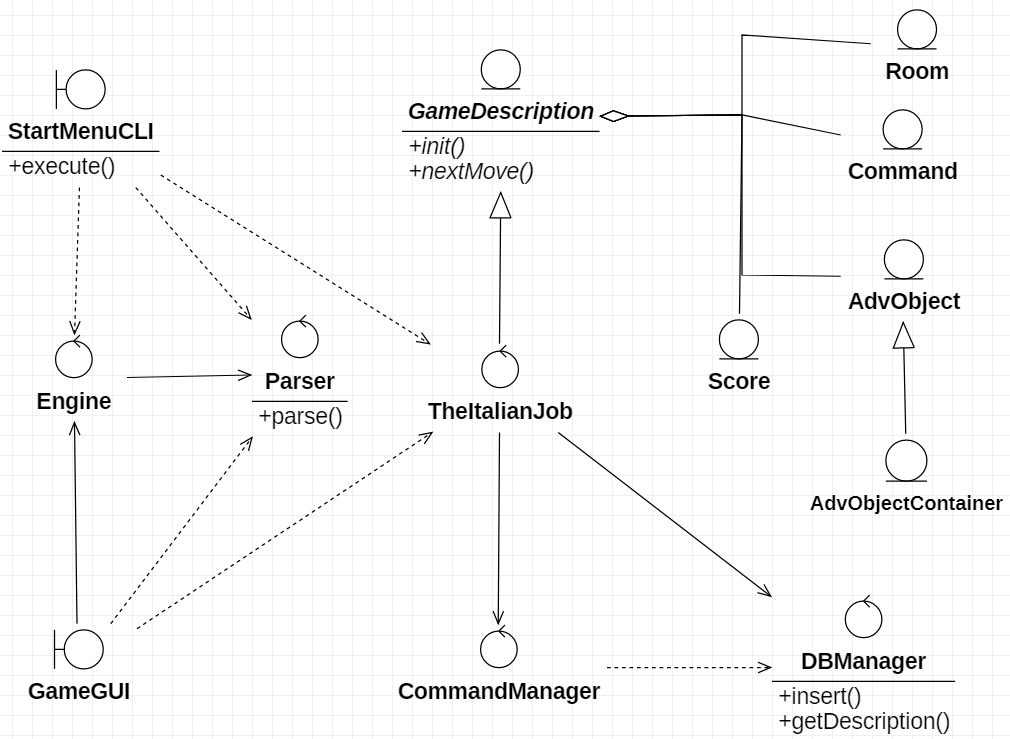 Room
StartMenuCLI
+execute()
GameDescription
+init()
+nextMove()
Command
AdvObject
Engine
Parser
+parse()
TheItalianJob
Score
AdvObjectContainer
GameGUI
CommandManager
DBManager
+insert()
+getDescription()